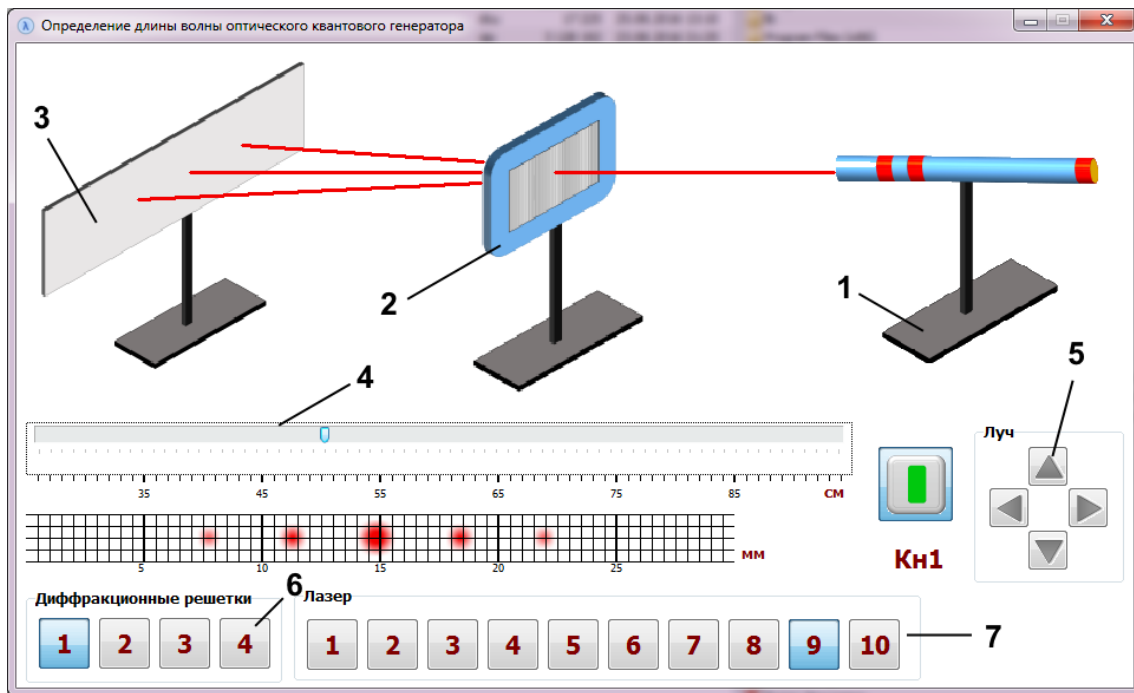 λ Определение длины волны оптического квантового генератора
3
2
1
4
5
Луч
35 45 55 65 75 85 СМ
Кн1
5 10 15 20 25 ММ
6
Диффракционные решетки
1 2 3 4
Лазер
1 2 3 4 5 6 7 8 9 10
7